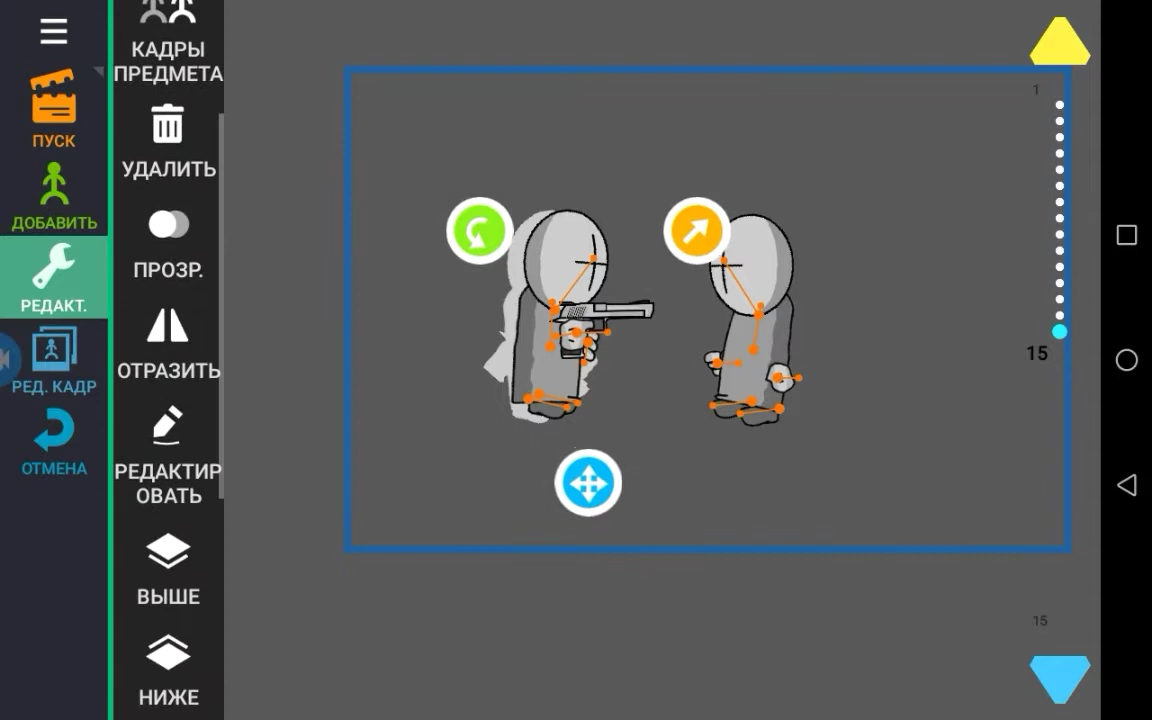 ПУСК
ДОБАВИТЬ
РЕДАКТ.
РЕД. КАДР
ОТМЕНА
КАДРЫ
ПРЕДМЕТА
УДАЛИТЬ
ПРОЗР.
ОТРАЗИТЬ
РЕДАКТИР
ОВАТЬ
ВЫШЕ
НИЖЕ
1
15
15